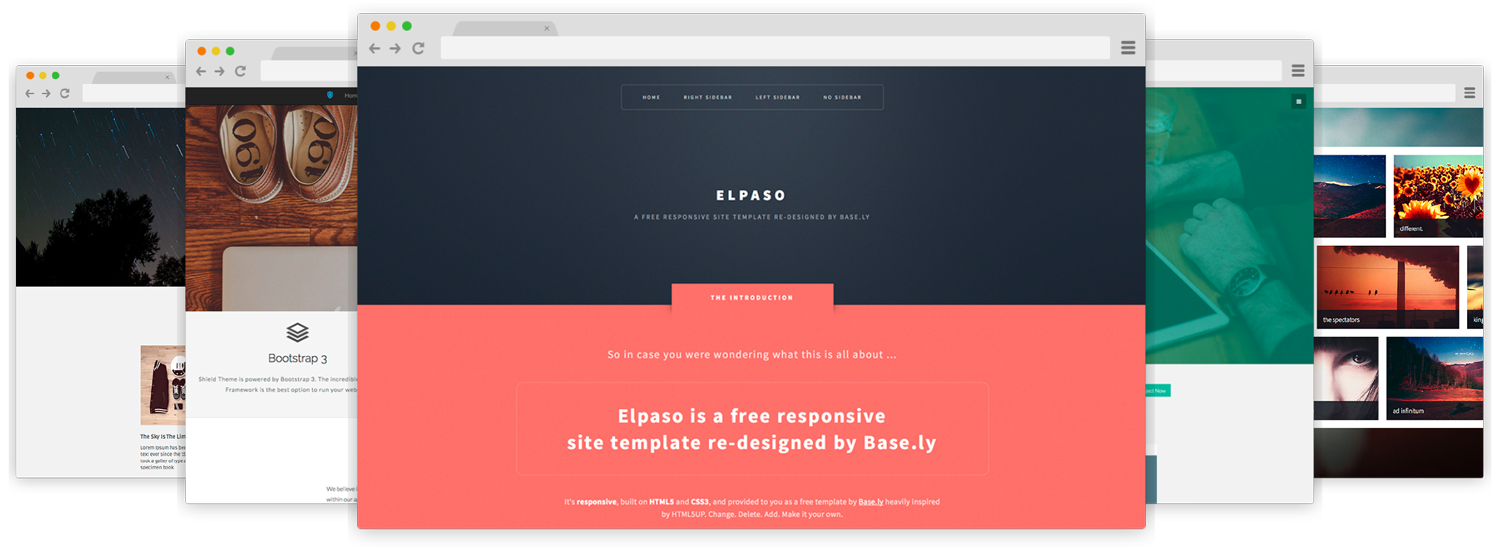 HOME RIGHT SIDEBAR LEFT SIDEBAR NO SIDEBAR
ELPASO
A FREE RESPONSIVE SITE TEMPLATE RE-DESIGNED BY BASE.LY
THE INTRODUCTION
So in case you were wondering what this is all about ...
Elpaso is a free responsive
site template re-designed by Base.ly
It's responsive, built on HTML5 and CSS3, and provided to you as a free template by Base.ly heavily inspired
by HTML5UP. Change. Delete. Add. Make it your own.
The Sky Is The Lim
Lorem Ipsum has be
text ever since the
took a galley of type
specimen book
Hom
190
190
Bootstrap 3
Shield Theme is powered by Bootstrap 3. The incredible
Framework is the best option to run your web
We believe
within our
Now
different.
the spectators
king
ad infinitum